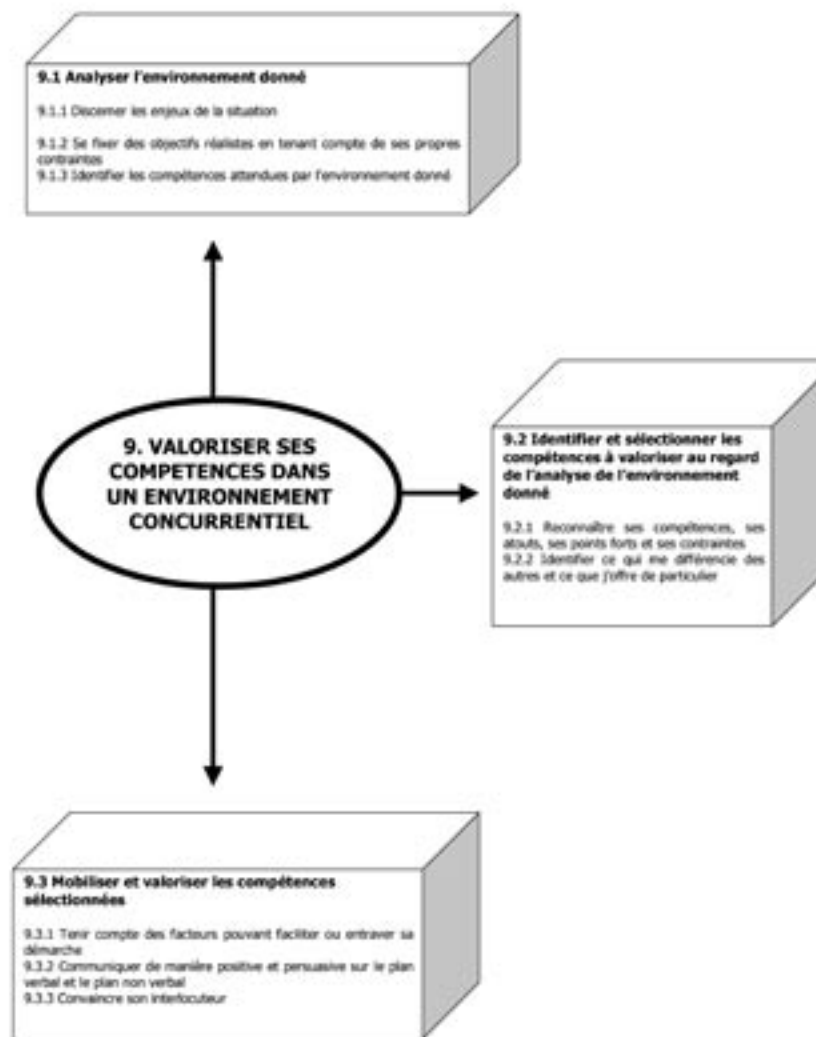 9.1 Analyser l'environnement donné
9.1.1 Discerner les enjeux de la situation
9.1.2 Se fixer des objectifs réalistes en tenant compte de ses propres
contraintes
9.1.3 Identifier les compétences attendues par l'environnement donné
9. VALORISER SES
COMPETENCES DANS
UN ENVIRONNEMENT
CONCURRENTIEL
9.2 Identifier et sélectionner les
compétences à valoriser au regard
de l'analyse de l'environnement
donné
9.2.1 Reconnaître ses compétences, ses
atouts, ses points forts et ses contraintes
9.2.2 Identifier ce qui me différencie des
autres et ce que j'offre de particulier
9.3 Mobiliser et valoriser les compétences
sélectionnées
9.3.1 Tenir compte des facteurs pouvant faciliter ou entraver sa
démarche
9.3.2 Communiquer de manière positive et persuasive sur le plan
verbal et le plan non verbal
9.3.3 Convaincre son interlocuteur